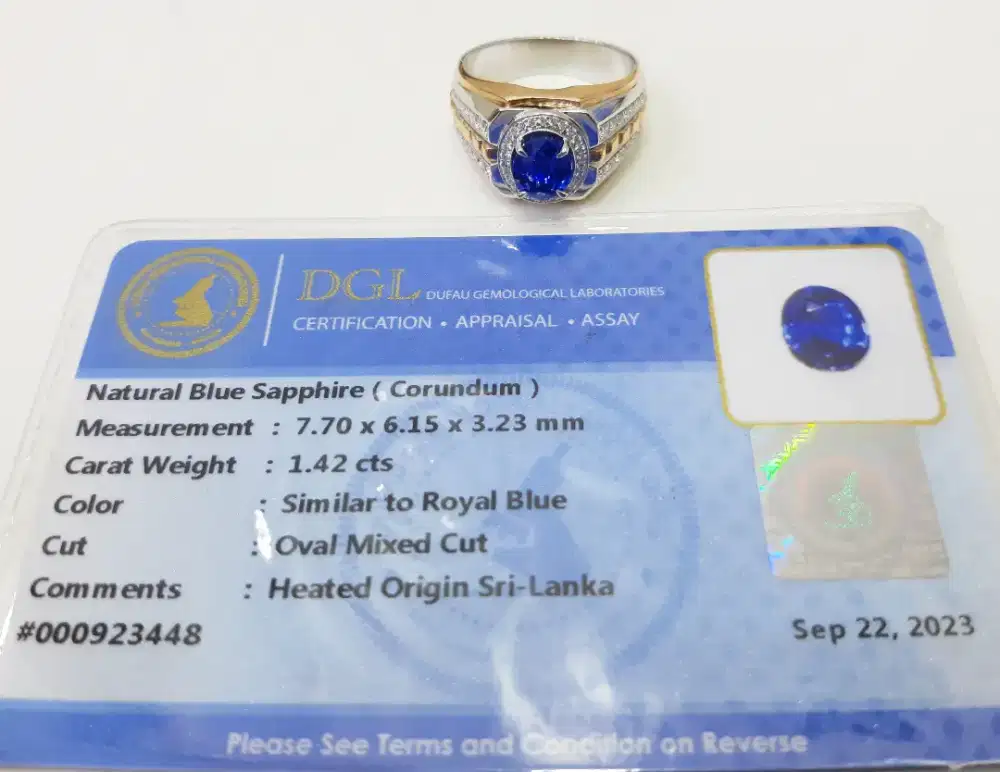 DGL DUFAU GEMOLOGICAL LABORATORIES
CERTIFICATION • APPRAISAL • ASSAY
Natural Blue Sapphire ( Corundum )
Measurement : 7.70 x 6.15 x 3.23 mm
Carat Weight : 1.42 cts
Color : Similar to Royal Blue
Cut : Oval Mixed Cut
Comments : Heated Origin Sri-Lanka
#000923448
Sep 22, 2023
Please See Terms and Condition on Reverse